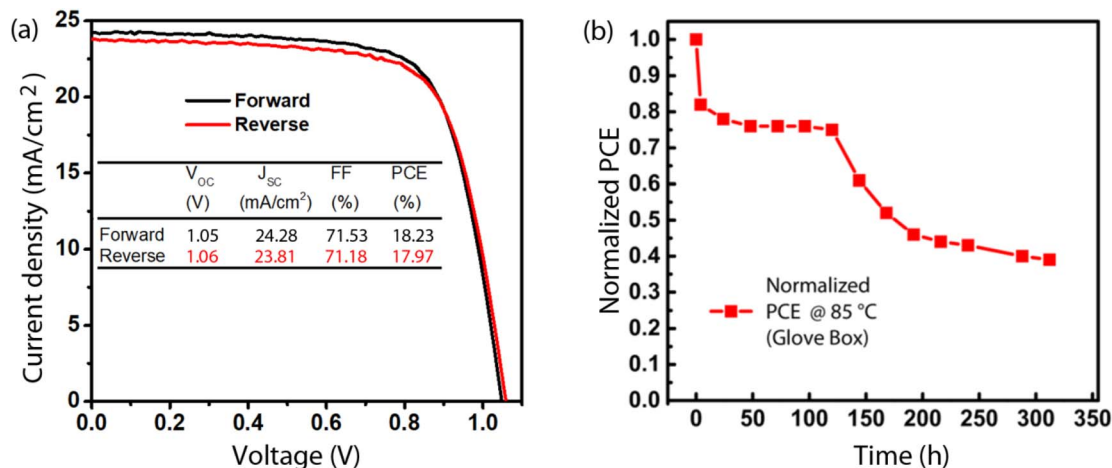 (a)
25
20
15
10
5
0
0.0 0.2 0.4 0.6 0.8 1.0
Current density (mA/cm²)
Voltage (V)
Forward
Reverse
V_OC J_SC FF PCE
(V) (mA/cm²) (%) (%)
Forward 1.05 24.28 71.53 18.23
Reverse 1.06 23.81 71.18 17.97
(b)
1.0
0.9
0.8
0.7
0.6
0.5
0.4
0.3
0.2
0.1
0.0
0 50 100 150 200 250 300 350
Normalized PCE
Time (h)
Normalized
PCE @ 85 °C
(Glove Box)